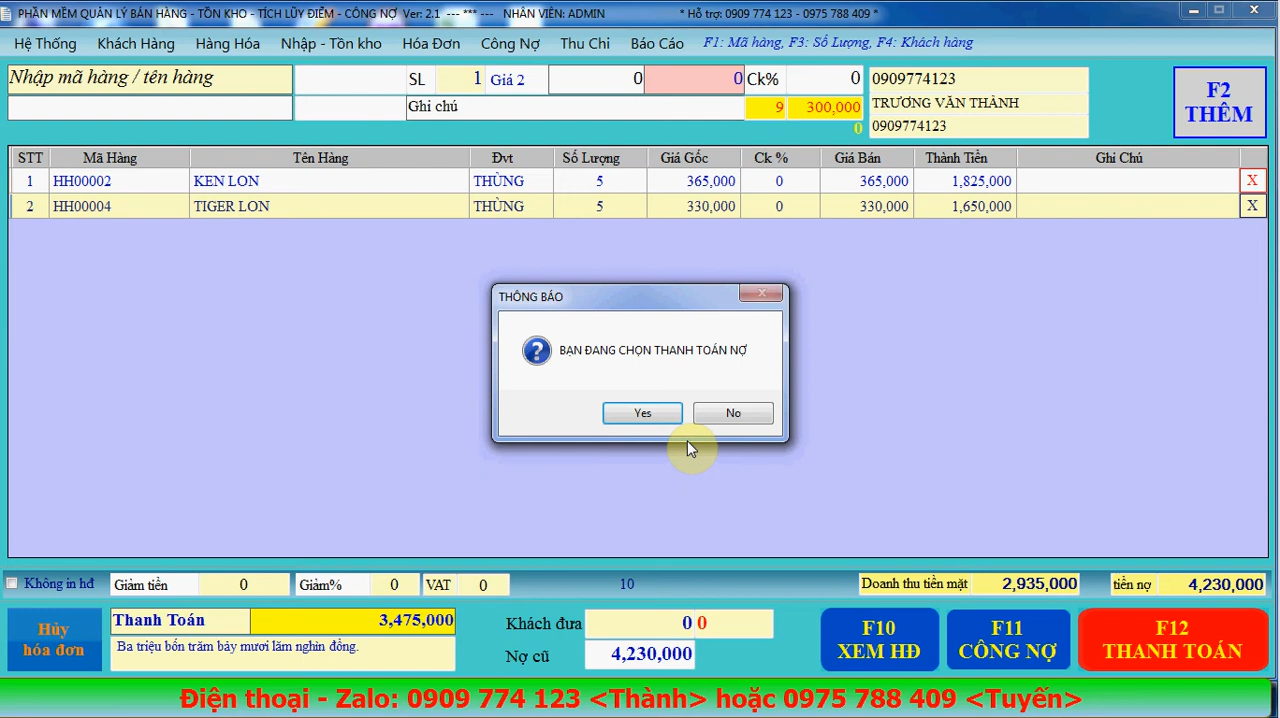 PHẦN MỀM QUẢN LÝ BÁN HÀNG - TỒN KHO - TÍCH LŨY ĐIỂM - CÔNG NỢ Ver: 2.1 --- *** --- NHÂN VIÊN: ADMIN * Hỗ trợ: 0909 774 123 - 0975 788 409 *
Hệ Thống Khách Hàng Hàng Hóa Nhập - Tồn kho Hóa Đơn Công Nợ Thu Chi Báo Cáo F1: Mã hàng, F3: Số Lượng, F4: Khách hàng
Nhập mã hàng / tên hàng SL 1 Giá 2 0 0 Ck% 0 0909774123
TRƯƠNG VĂN THÀNH
Ghi chú 9 300,000
0 0909774123
F2
THÊM
STT Mã Hàng Tên Hàng Đvt Số Lượng Giá Gốc Ck % Giá Bán Thành Tiền Ghi Chú
1 HH00002 KEN LON THÙNG 5 365,000 0 365,000 1,825,000 X
2 HH00004 TIGER LON THÙNG 5 330,000 0 330,000 1,650,000 X
THÔNG BÁO X
? BẠN ĐANG CHỌN THANH TOÁN NỢ
Yes No
Không in hđ Giảm tiền 0 Giảm% 0 VAT 0 10 Doanh thu tiền mặt 2,935,000 tiền nợ 4,230,000
Hủy
hóa đơn
Thanh Toán 3,475,000
Ba triệu bốn trăm bảy mươi lăm nghìn đồng.
Khách đưa 0 0
Nợ cũ 4,230,000
F10
XEM HĐ
F11
CÔNG NỢ
F12
THANH TOÁN
Điện thoại - Zalo: 0909 774 123 <Thành> hoặc 0975 788 409 <Tuyến>